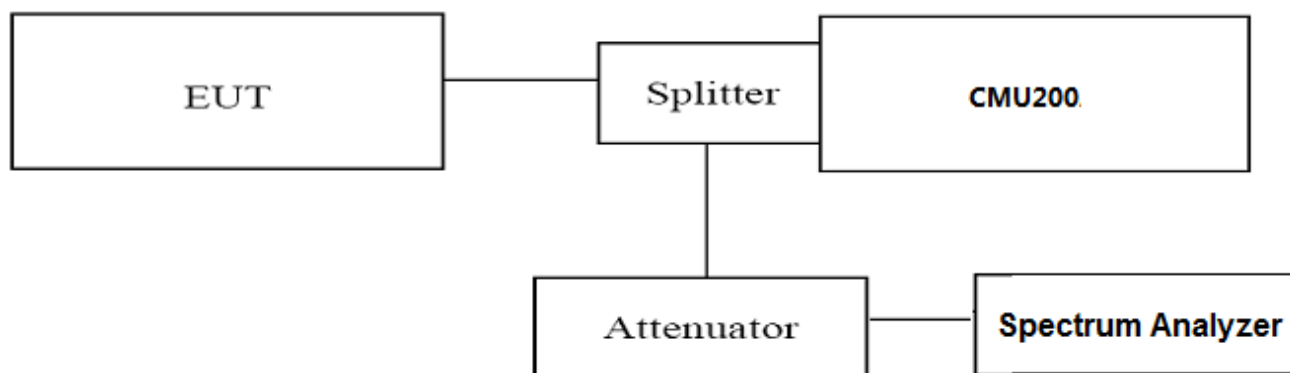 EUT
Splitter
CMU200.
Attenuator
Spectrum Analyzer